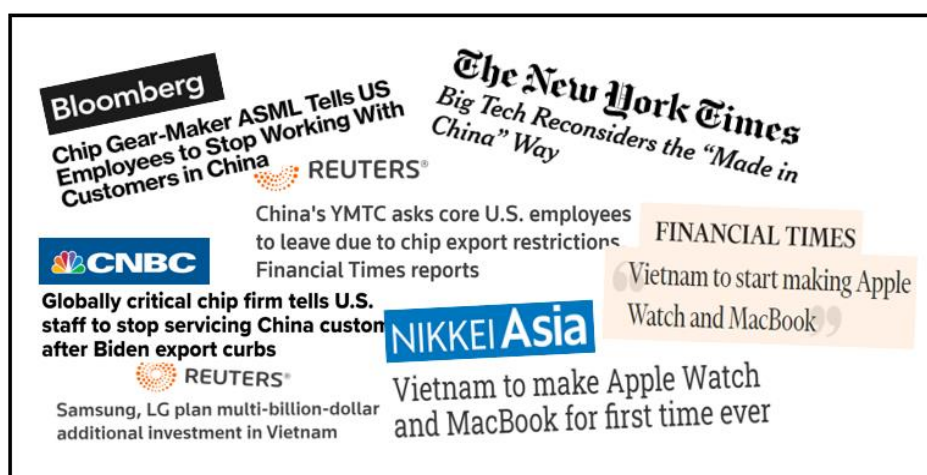 Bloomberg
Chip Gear-Maker ASML Tells US
Employees to Stop Working With
Customers in China
The New York Times
Big Tech Reconsiders the “Made in
China” Way
REUTERS®
China's YMTC asks core U.S. employees
to leave due to chip export restrictions
Financial Times reports
FINANCIAL TIMES
“Vietnam to start making Apple
Watch and MacBook”
CNBC
Globally critical chip firm tells U.S.
staff to stop servicing China custom
after Biden export curbs
NIKKEI Asia
Vietnam to make Apple Watch
and MacBook for first time ever
REUTERS®
Samsung, LG plan multi-billion-dollar
additional investment in Vietnam